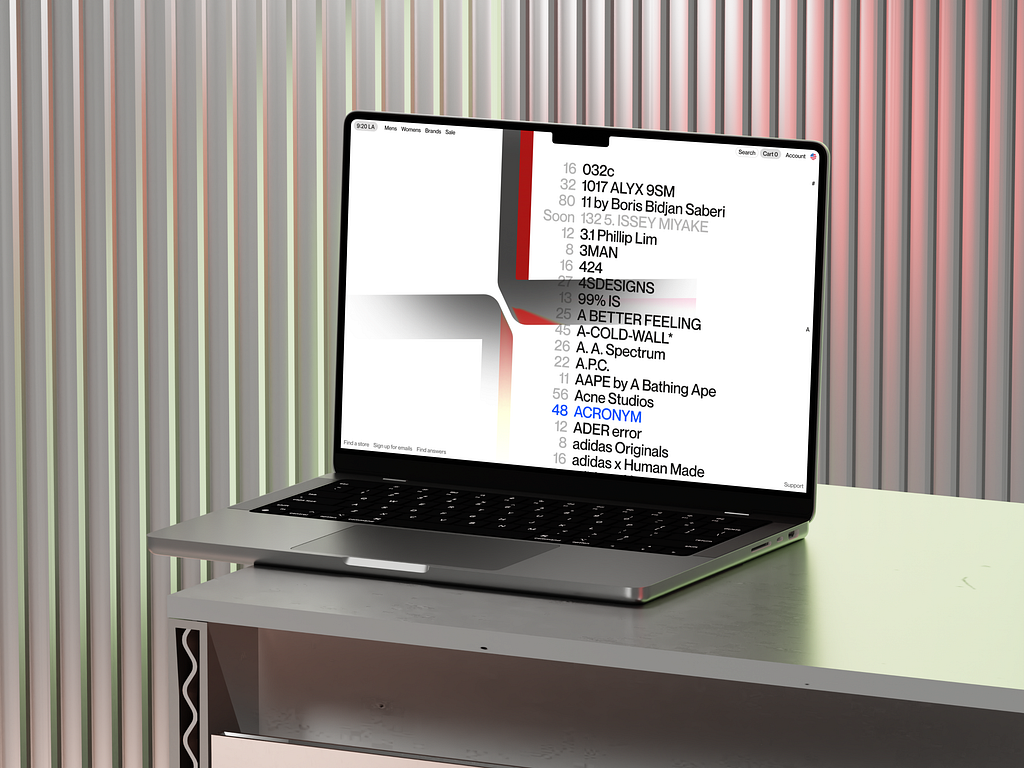 9:20 LA Mens Womens Brands Sale
Search Cart 0 Account
#
16 032c
32 1017 ALYX 9SM
80 11 by Boris Bidjan Saberi
Soon 132 5. ISSEY MIYAKE
12 3.1 Phillip Lim
8 3MAN
16 424
27 4SDESIGNS
13 99% IS
25 A BETTER FEELING
45 A-COLD-WALL*
26 A. A. Spectrum
22 A.P.C.
11 AAPE by A Bathing Ape
56 Acne Studios
48 ACRONYM
12 ADER error
8 adidas Originals
16 adidas x Human Made
A
Find a store Sign up for emails Find answers
Support